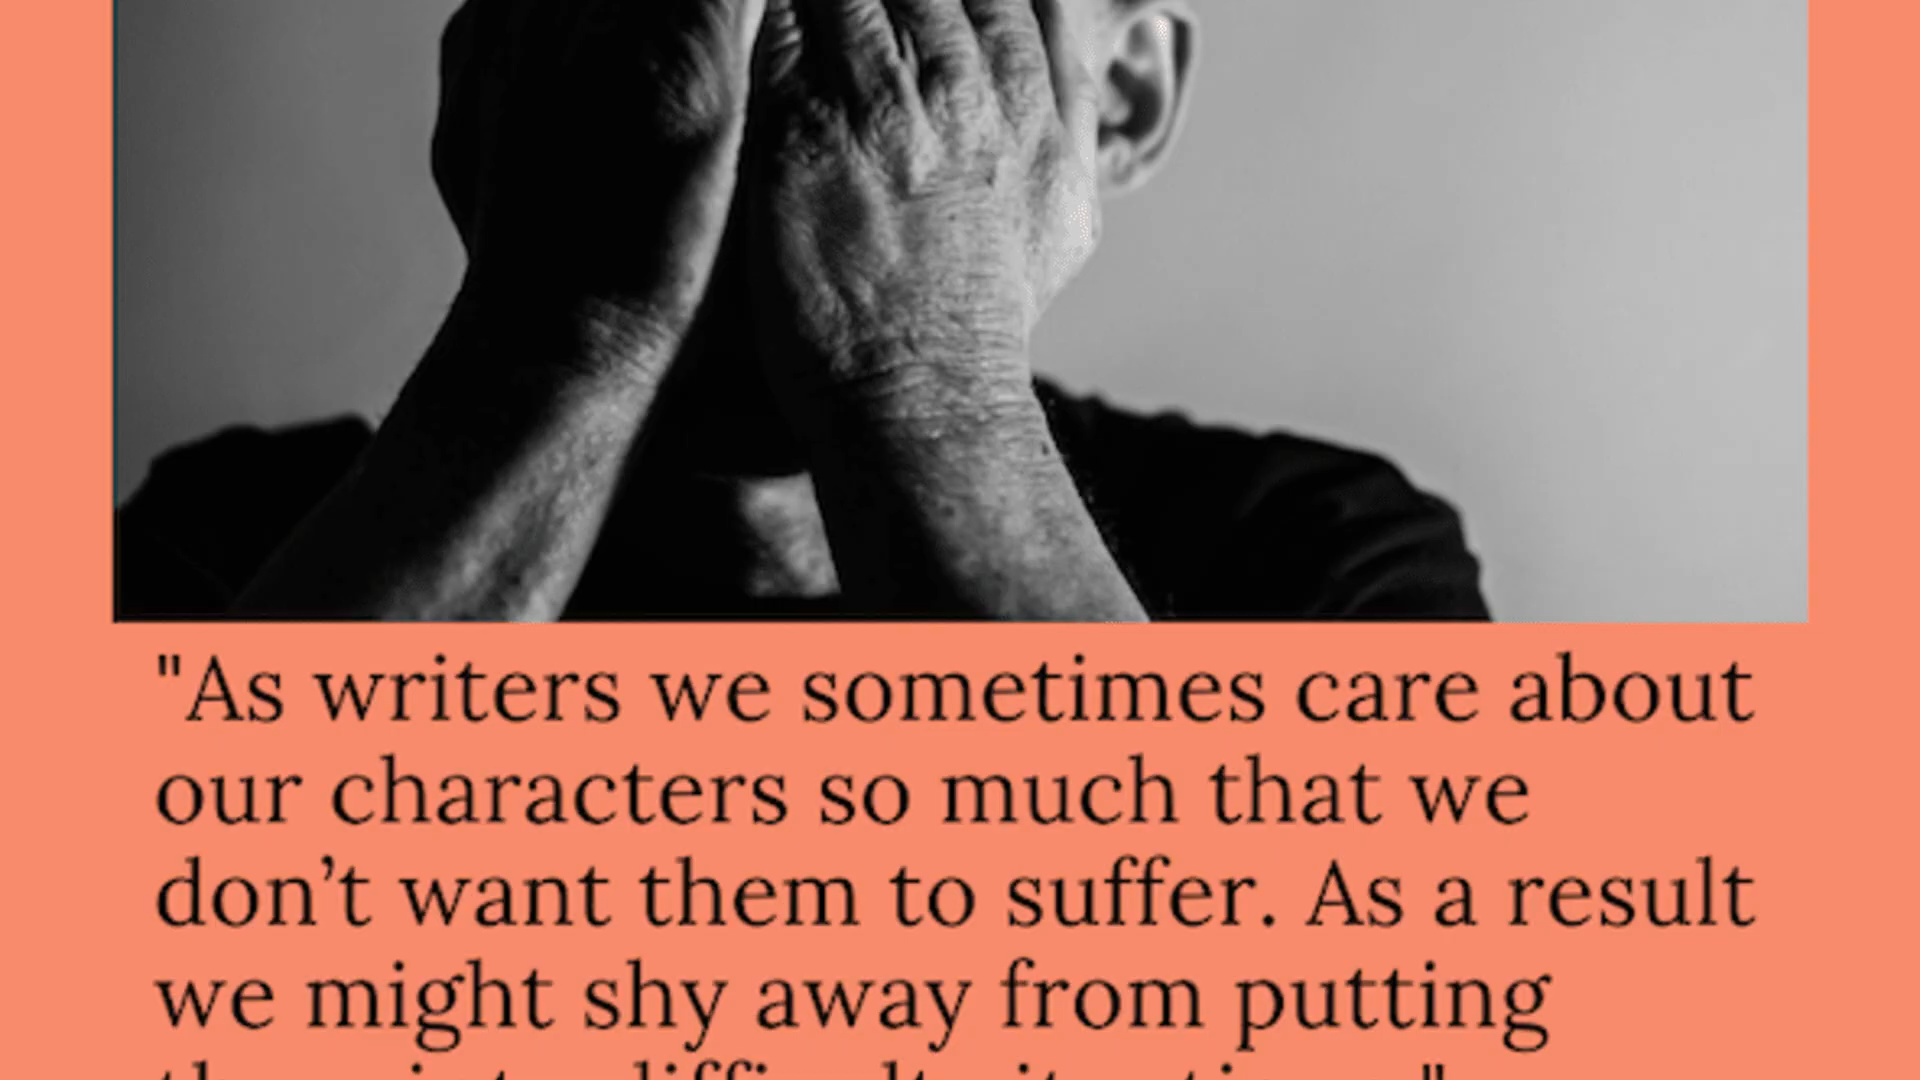 "As writers we sometimes care about
our characters so much that we
don’t want them to suffer. As a result
we might shy away from putting